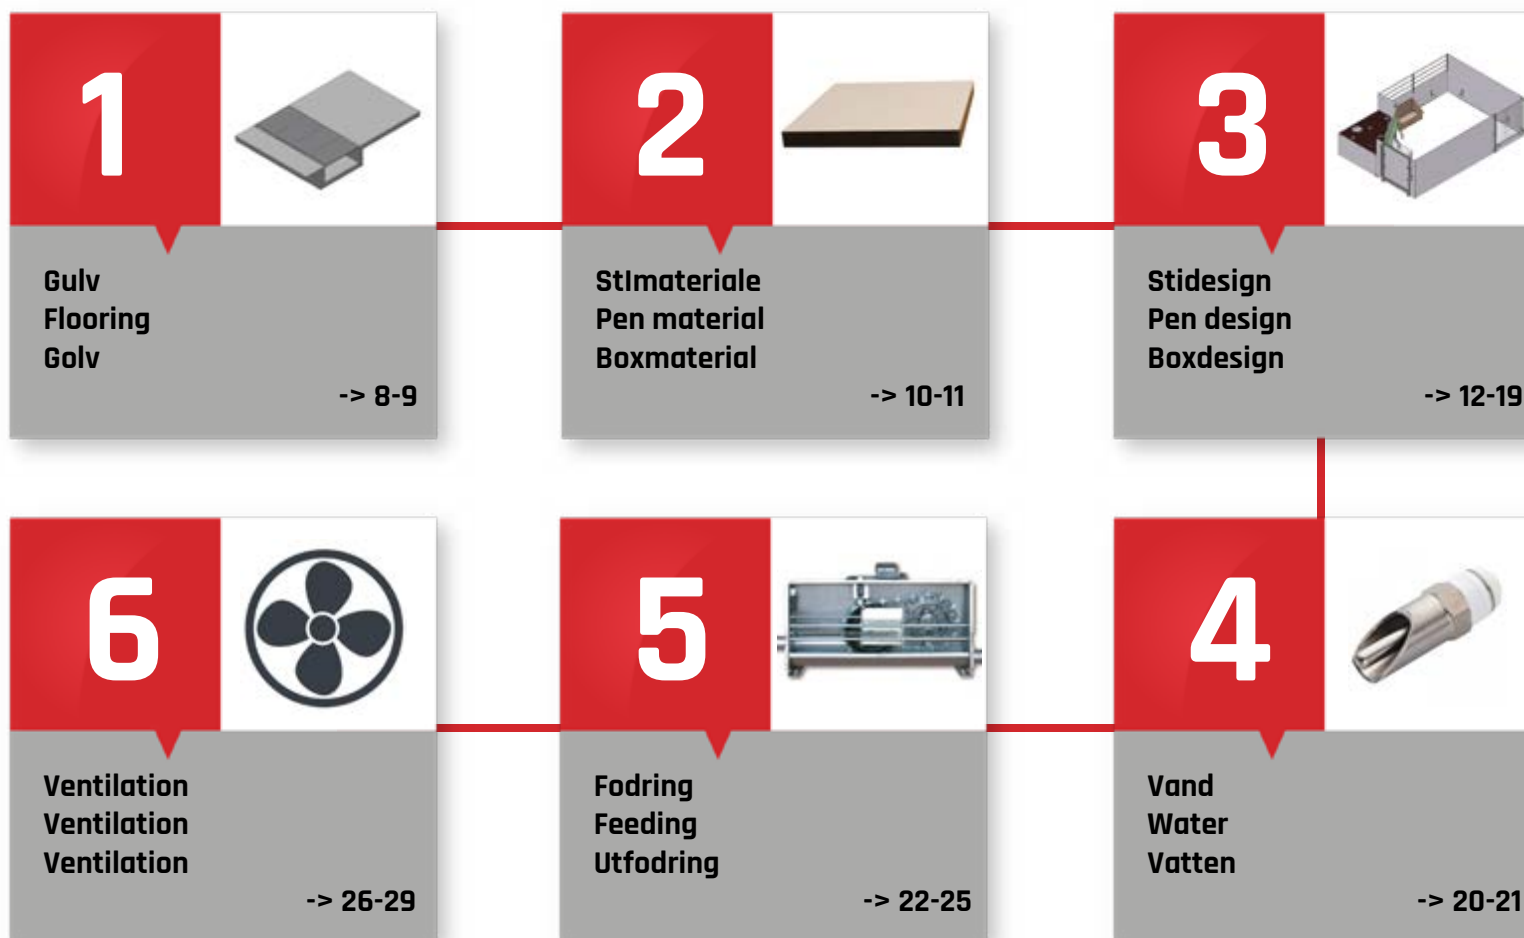 1
Gulv
Flooring
Golv
-> 8-9
2
StImateriale
Pen material
Boxmaterial
-> 10-11
3
Stidesign
Pen design
Boxdesign
-> 12-19
6
Ventilation
Ventilation
Ventilation
-> 26-29
5
Fodring
Feeding
Utfodring
-> 22-25
4
Vand
Water
Vatten
-> 20-21